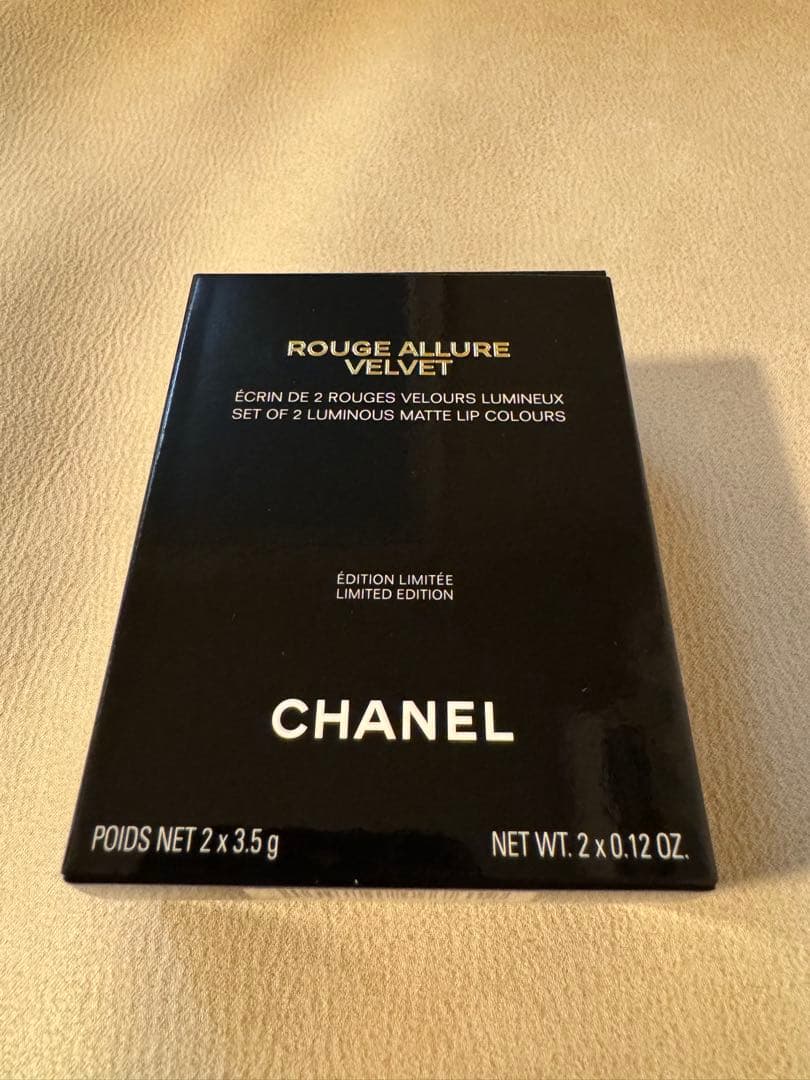 ROUGE ALLURE
VELVET
ÉCRIN DE 2 ROUGES VELOURS LUMINEUX
SET OF 2 LUMINOUS MATTE LIP COLOURS
ÉDITION LIMITÉE
LIMITED EDITION
CHANEL
POIDS NET 2 x 3.5 g
NET WT. 2 x 0.12 OZ.